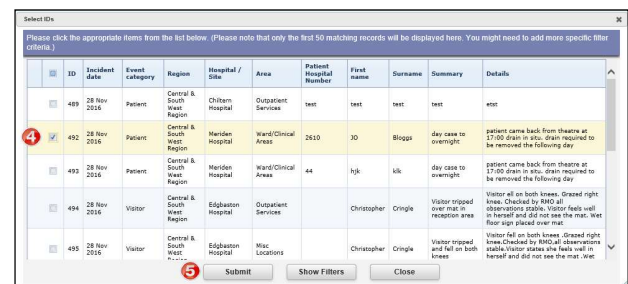 Select IDs
Please click the appropriate items from the list below. (Please note that only the first 50 matching records will be displayed here. You might need to add more specific filter
criteria.)
ID Incident date Event category Region Hospital / Site Area Patient Hospital Number First name Surname Summary Details
489 28 Nov 2016 Patient Central & South West Region Chiltern Hospital Outpatient Services test test test test etst
4 492 28 Nov 2016 Patient Central & South West Region Meriden Hospital Ward/Clinical Areas 2610 JO Bloggs day case to overnight patient came back from theatre at 17:00 drain in situ. drain required to be removed the following day
493 28 Nov 2016 Patient Central & South West Region Meriden Hospital Ward/Clinical Areas 44 hjk klk day case to overnight patient came back from theatre at 17:00 drain in situ. drain required to be removed the following day
494 28 Nov 2016 Visitor Central & South West Region Edgbaston Hospital Outpatient Services Christopher Cringle Visitor tripped over mat in reception area Visitor ell on both knees. Grazed right knee. Checked by RMO all observations stable. Visitor feels well in herself and did not see the mat. Wet floor sign placed over mat
495 28 Nov 2016 Visitor Central & South West Edgbaston Hospital Misc Locations Christopher Cringle Visitor tripped and fell on both knees Visitor fell on both knees .Grazed right knee.Checked by RMO,all observations stable.Visitor states she feels well in herself and did not see the mat .Wet
5 Submit Show Filters Close